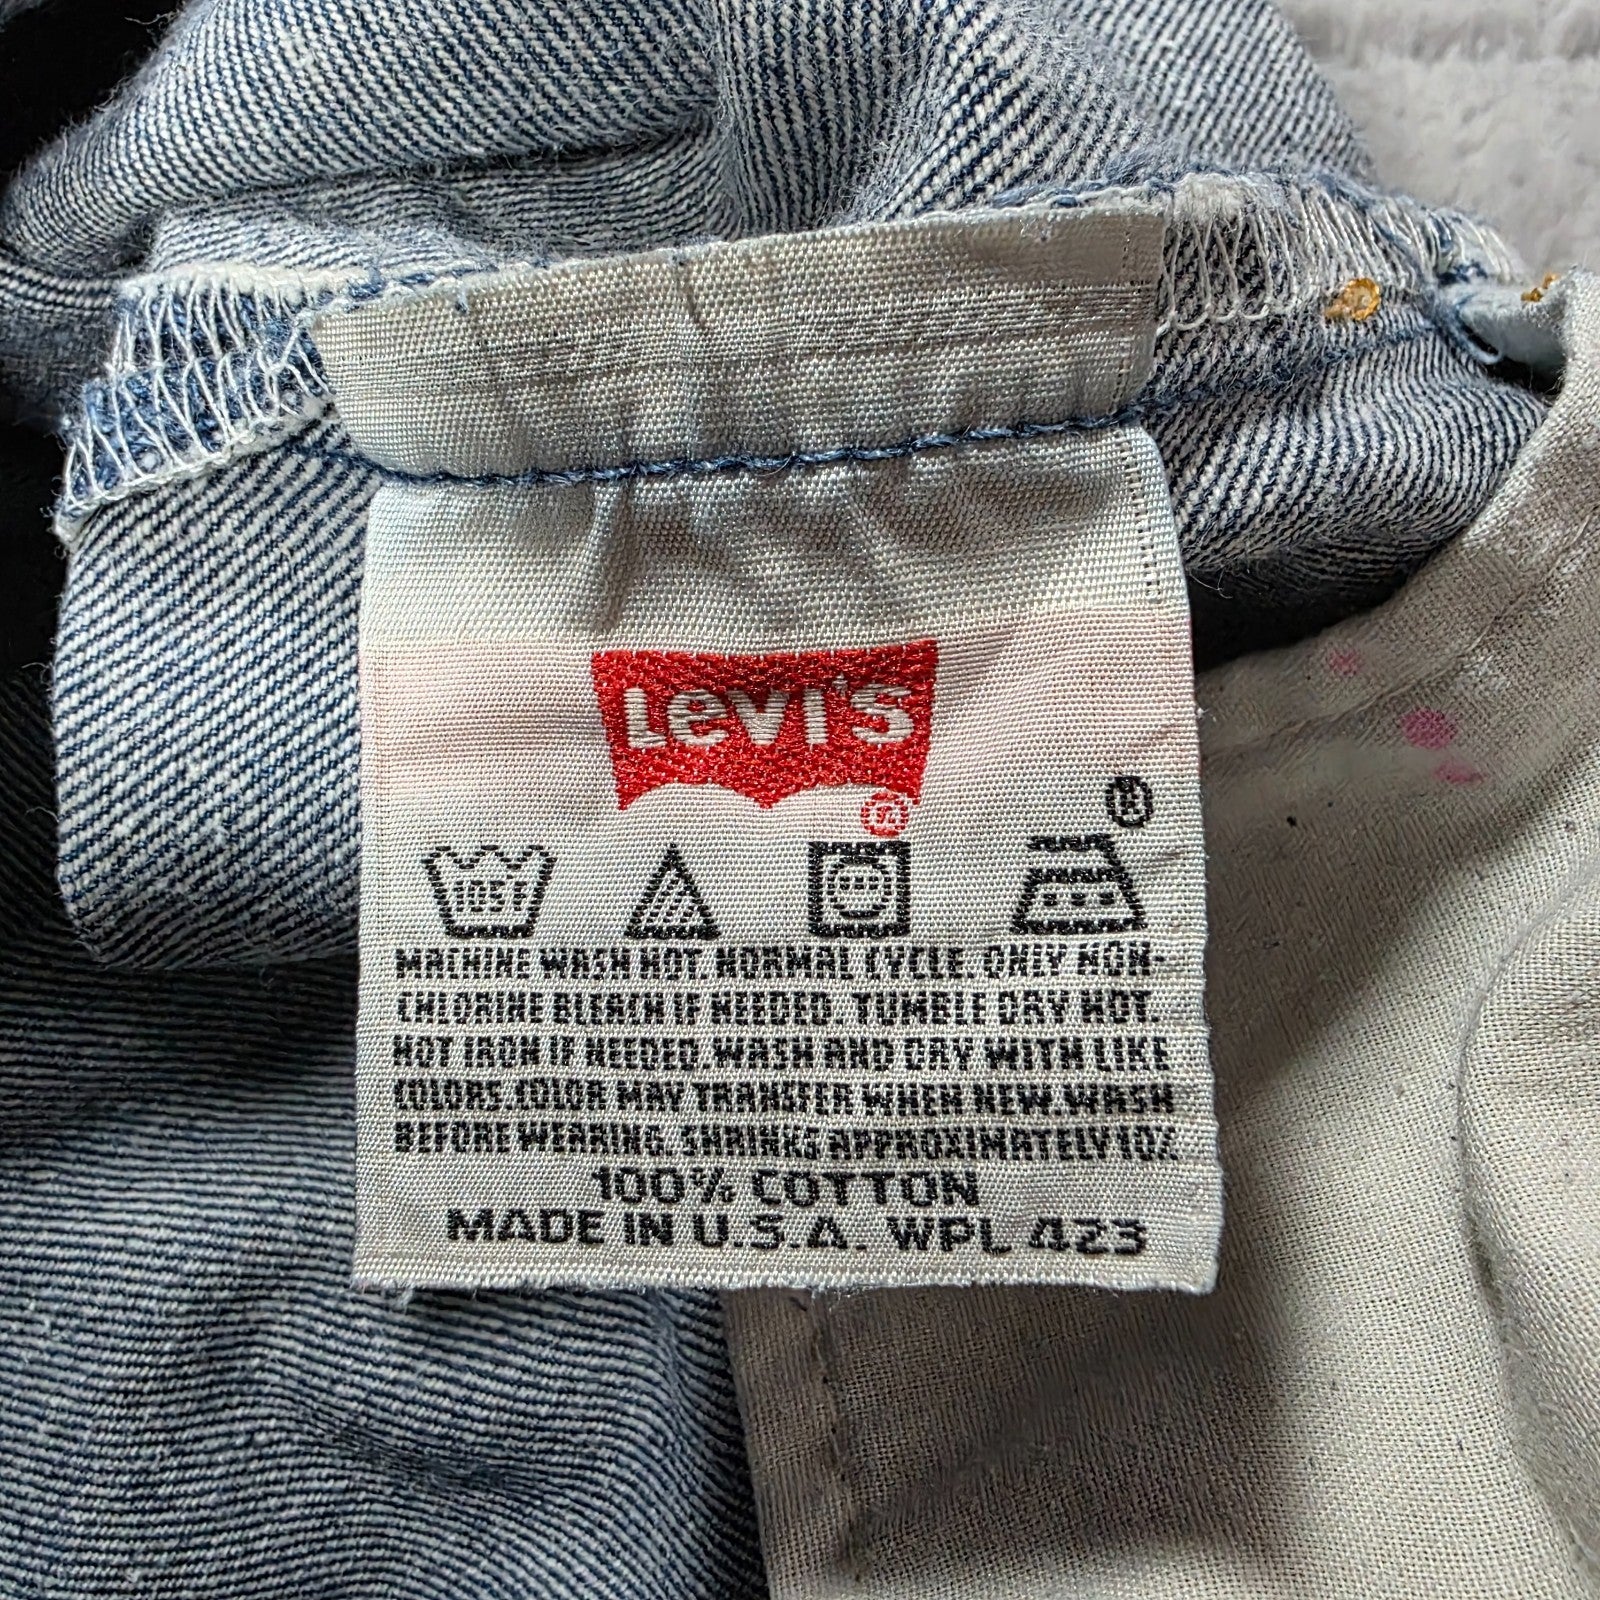 Levi's
®
®
105F
MACHINE WASH HOT. NORMAL CYCLE. ONLY NON-
CHLORINE BLEACH IF NEEDED. TUMBLE DRY HOT.
HOT IRON IF NEEDED. WASH AND DRY WITH LIKE
COLORS. COLOR MAY TRANSFER WHEN NEW. WASH
BEFORE WEARING. SHRINKS APPROXIMATELY 10%
100% COTTON
MADE IN U.S.A. WPL 423